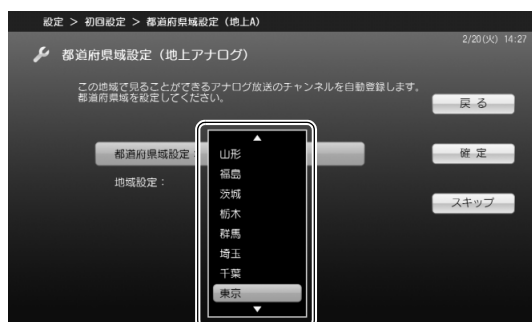 設定 > 初回設定 > 都道府県域設定（地上A）
2/20(火) 14:27
都道府県域設定（地上アナログ）
この地域で見ることができるアナログ放送のチャンネルを自動登録します。
都道府県域を設定してください。
戻る
都道府県域設定：
確定
地域設定：
スキップ
山形
福島
茨城
栃木
群馬
埼玉
千葉
東京